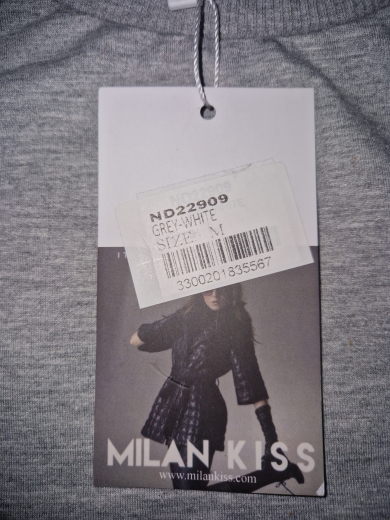 ND22909
GREY-WHITE
SIZE: M
3300201835567
MILAN KISS
www.milankiss.com